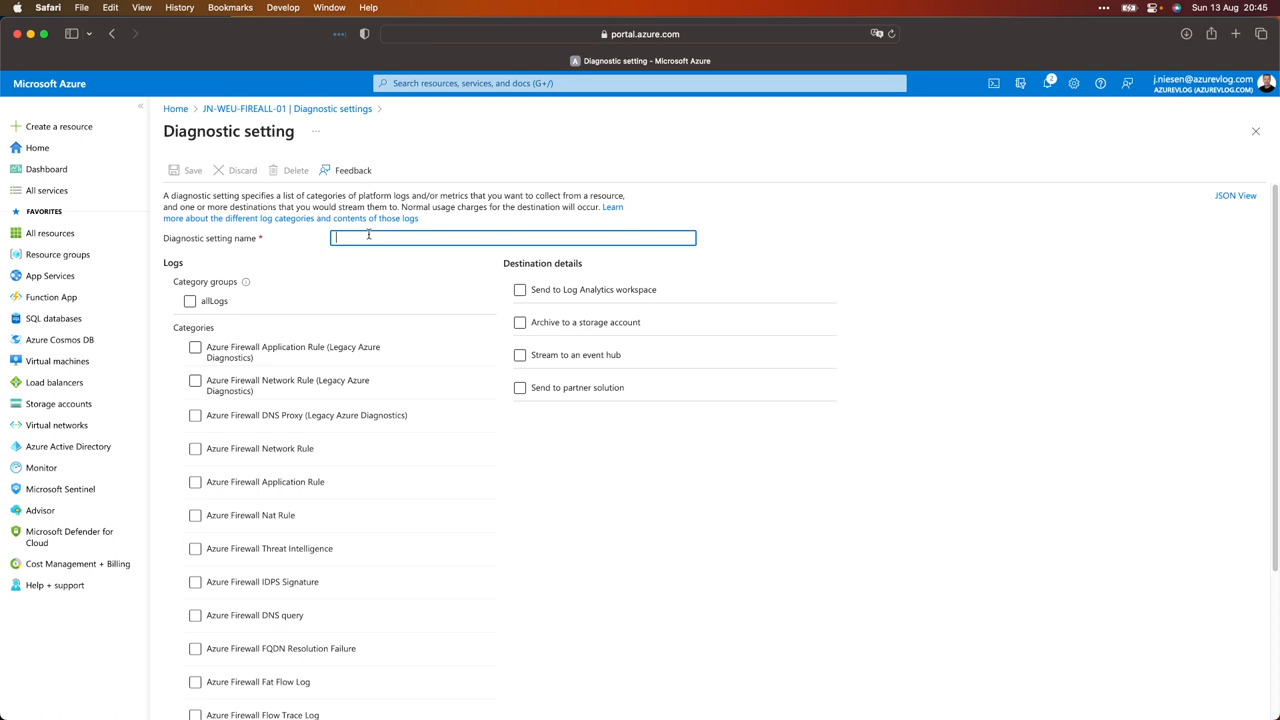 Safari File Edit View History Bookmarks Develop Window Help
Sun 13 Aug 20:45
portal.azure.com
Diagnostic setting - Microsoft Azure
Microsoft Azure
Search resources, services, and docs (G+/)
2
j.niesen@azurevlog.com
AZUREVLOG (AZUREVLOG.COM)
Home > JN-WEU-FIREALL-01 | Diagnostic settings >
Diagnostic setting ...
Save Discard Delete Feedback
A diagnostic setting specifies a list of categories of platform logs and/or metrics that you want to collect from a resource,
and one or more destinations that you would stream them to. Normal usage charges for the destination will occur. Learn
more about the different log categories and contents of those logs
JSON View
Diagnostic setting name *
Logs
Category groups
allLogs
Categories
Azure Firewall Application Rule (Legacy Azure
Diagnostics)
Azure Firewall Network Rule (Legacy Azure
Diagnostics)
Azure Firewall DNS Proxy (Legacy Azure Diagnostics)
Azure Firewall Network Rule
Azure Firewall Application Rule
Azure Firewall Nat Rule
Azure Firewall Threat Intelligence
Azure Firewall IDPS Signature
Azure Firewall DNS query
Azure Firewall FQDN Resolution Failure
Azure Firewall Fat Flow Log
Azure Firewall Flow Trace Log
Destination details
Send to Log Analytics workspace
Archive to a storage account
Stream to an event hub
Send to partner solution
Create a resource
Home
Dashboard
All services
FAVORITES
All resources
Resource groups
App Services
Function App
SQL databases
Azure Cosmos DB
Virtual machines
Load balancers
Storage accounts
Virtual networks
Azure Active Directory
Monitor
Microsoft Sentinel
Advisor
Microsoft Defender for
Cloud
Cost Management + Billing
Help + support